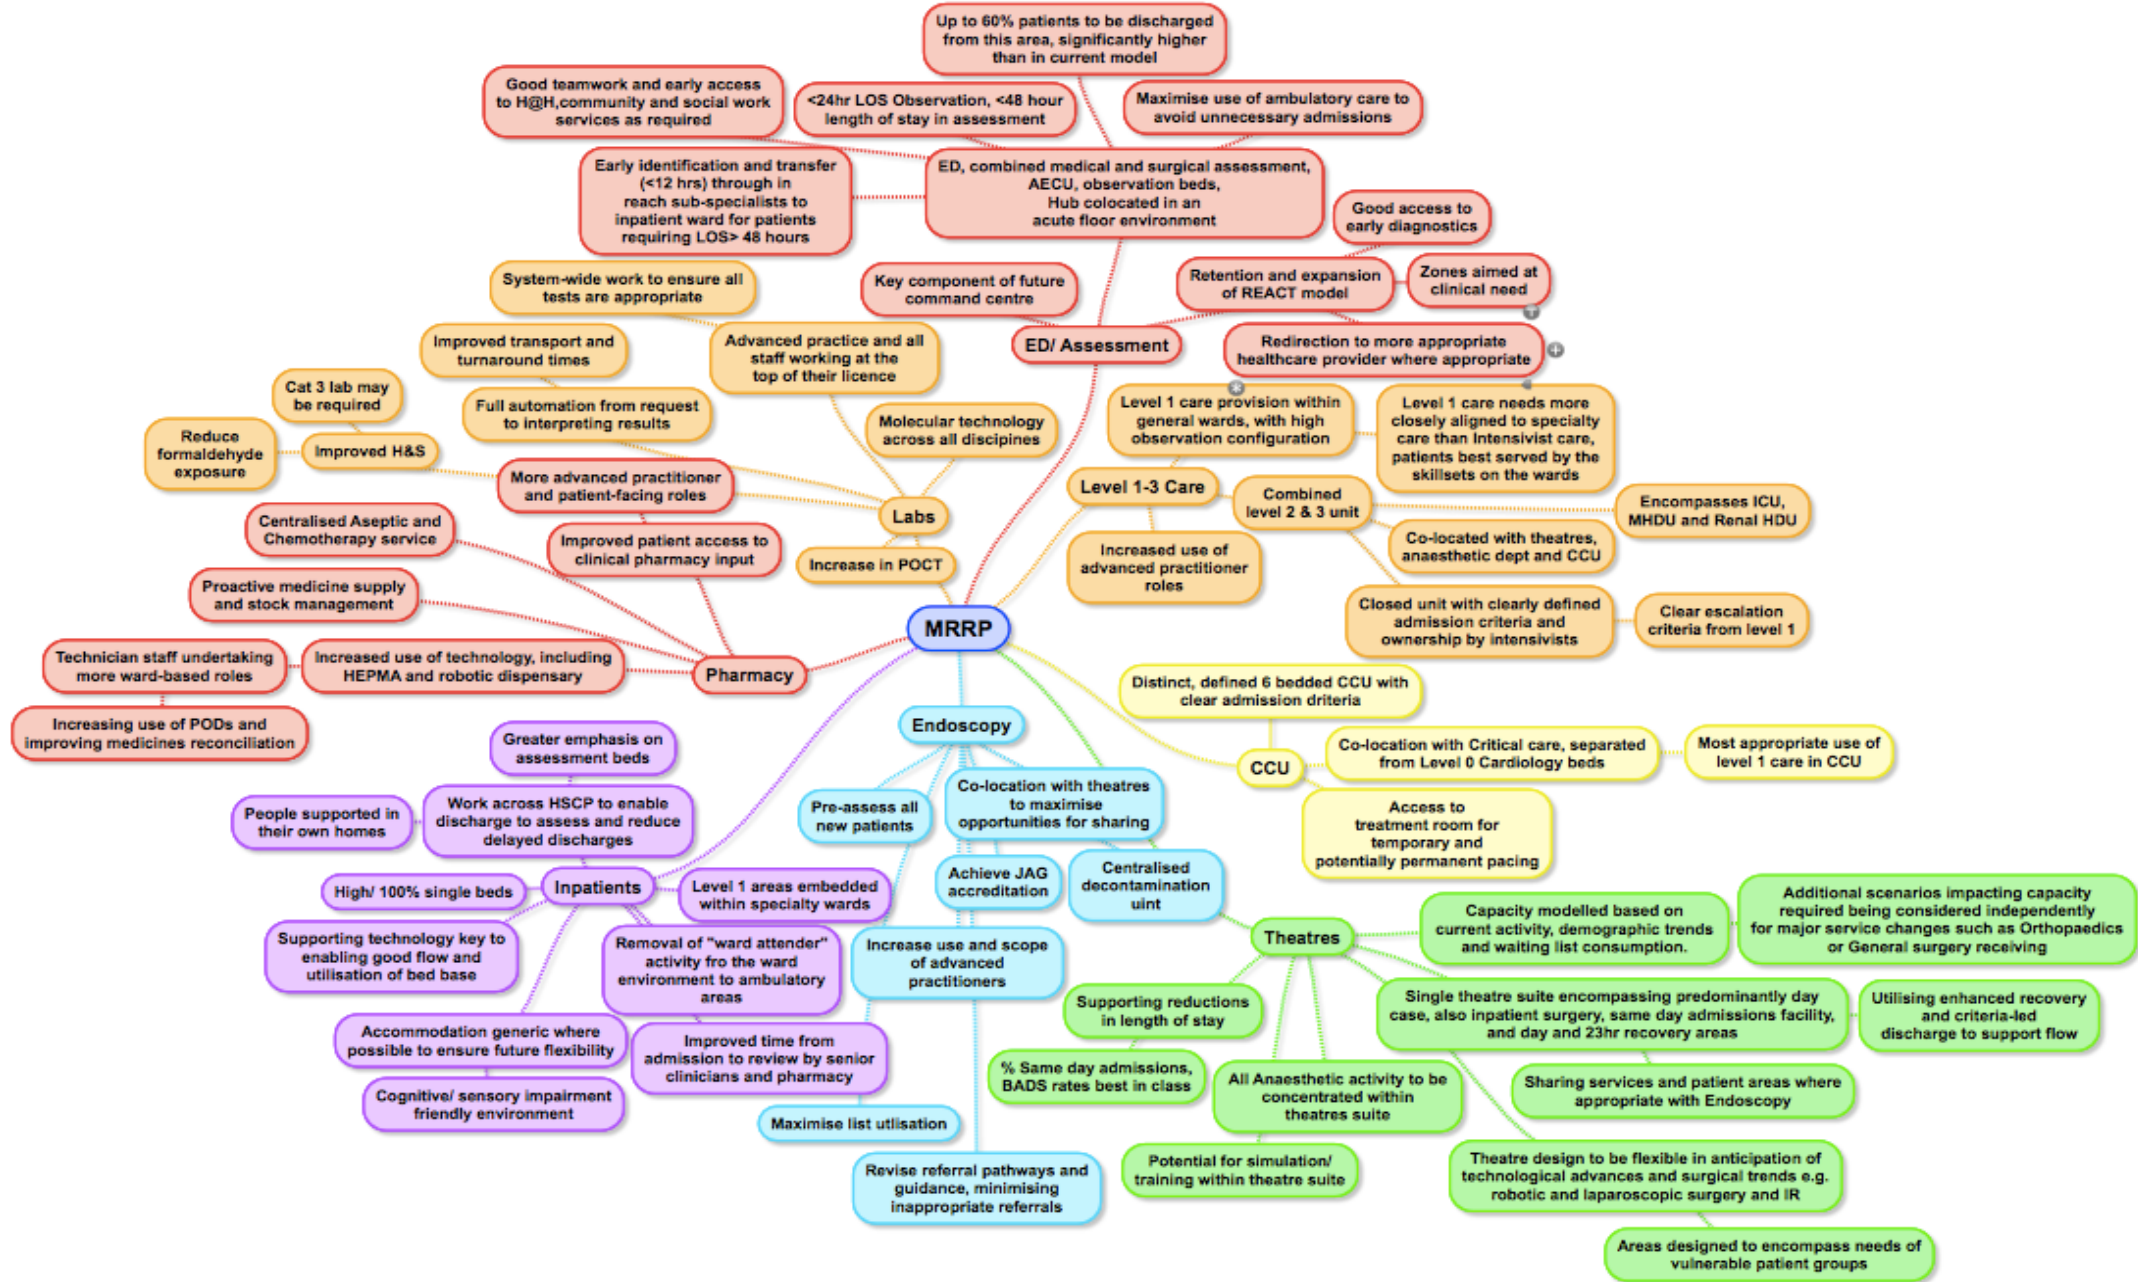 Up to 60% patients to be discharged
from this area, significantly higher
than in current model
Good teamwork and early access
to H@H,community and social work
services as required
<24hr LOS Observation, <48 hour
length of stay in assessment
Maximise use of ambulatory care to
avoid unnecessary admissions
Early identification and transfer
(<12 hrs) through in
reach sub-specialists to
inpatient ward for patients
requiring LOS> 48 hours
ED, combined medical and surgical assessment,
AECU, observation beds,
Hub colocated in an
acute floor environment
Good access to
early diagnostics
Key component of future
command centre
Retention and expansion
of REACT model
Zones aimed at
clinical need
ED/ Assessment
Redirection to more appropriate
healthcare provider where appropriate
System-wide work to ensure all
tests are appropriate
Improved transport and
turnaround times
Advanced practice and all
staff working at the
top of their licence
Cat 3 lab may
be required
Full automation from request
to interpreting results
Molecular technology
across all discipines
Reduce
formaldehyde
exposure
Improved H&S
Labs
Increase in POCT
Level 1 care provision within
general wards, with high
observation configuration
Level 1 care needs more
closely aligned to specialty
care than Intensivist care,
patients best served by the
skillsets on the wards
Level 1-3 Care
Combined
level 2 & 3 unit
Encompasses ICU,
MHDU and Renal HDU
Increased use of
advanced practitioner
roles
Co-located with theatres,
anaesthetic dept and CCU
Closed unit with clearly defined
admission criteria and
ownership by intensivists
Clear escalation
criteria from level 1
More advanced practitioner
and patient-facing roles
Centralised Aseptic and
Chemotherapy service
Improved patient access to
clinical pharmacy input
Proactive medicine supply
and stock management
Technician staff undertaking
more ward-based roles
Increased use of technology, including
HEPMA and robotic dispensary
Pharmacy
Increasing use of PODs and
improving medicines reconciliation
MRRP
Distinct, defined 6 bedded CCU with
clear admission driteria
CCU
Co-location with Critical care, separated
from Level 0 Cardiology beds
Most appropriate use of
level 1 care in CCU
Access to
treatment room for
temporary and
potentially permanent pacing
Endoscopy
Pre-assess all
new patients
Co-location with theatres
to maximise
opportunities for sharing
Achieve JAG
accreditation
Centralised
decontamination
uint
Increase use and scope
of advanced
practitioners
Maximise list utlisation
Revise referral pathways and
guidance, minimising
inappropriate referrals
Greater emphasis on
assessment beds
People supported in
their own homes
Work across HSCP to enable
discharge to assess and reduce
delayed discharges
High/ 100% single beds
Inpatients
Level 1 areas embedded
within specialty wards
Supporting technology key to
enabling good flow and
utilisation of bed base
Removal of "ward attender"
activity fro the ward
environment to ambulatory
areas
Accommodation generic where
possible to ensure future flexibility
Improved time from
admission to review by senior
clinicians and pharmacy
Cognitive/ sensory impairment
friendly environment
Theatres
Capacity modelled based on
current activity, demographic trends
and waiting list consumption.
Additional scenarios impacting capacity
required being considered independently
for major service changes such as Orthopaedics
or General surgery receiving
Supporting reductions
in length of stay
Single theatre suite encompassing predominantly day
case, also inpatient surgery, same day admissions facility,
and day and 23hr recovery areas
Utilising enhanced recovery
and criteria-led
discharge to support flow
% Same day admissions,
BADS rates best in class
All Anaesthetic activity to be
concentrated within
theatres suite
Sharing services and patient areas where
appropriate with Endoscopy
Potential for simulation/
training within theatre suite
Theatre design to be flexible in anticipation of
technological advances and surgical trends e.g.
robotic and laparoscopic surgery and IR
Areas designed to encompass needs of
vulnerable patient groups